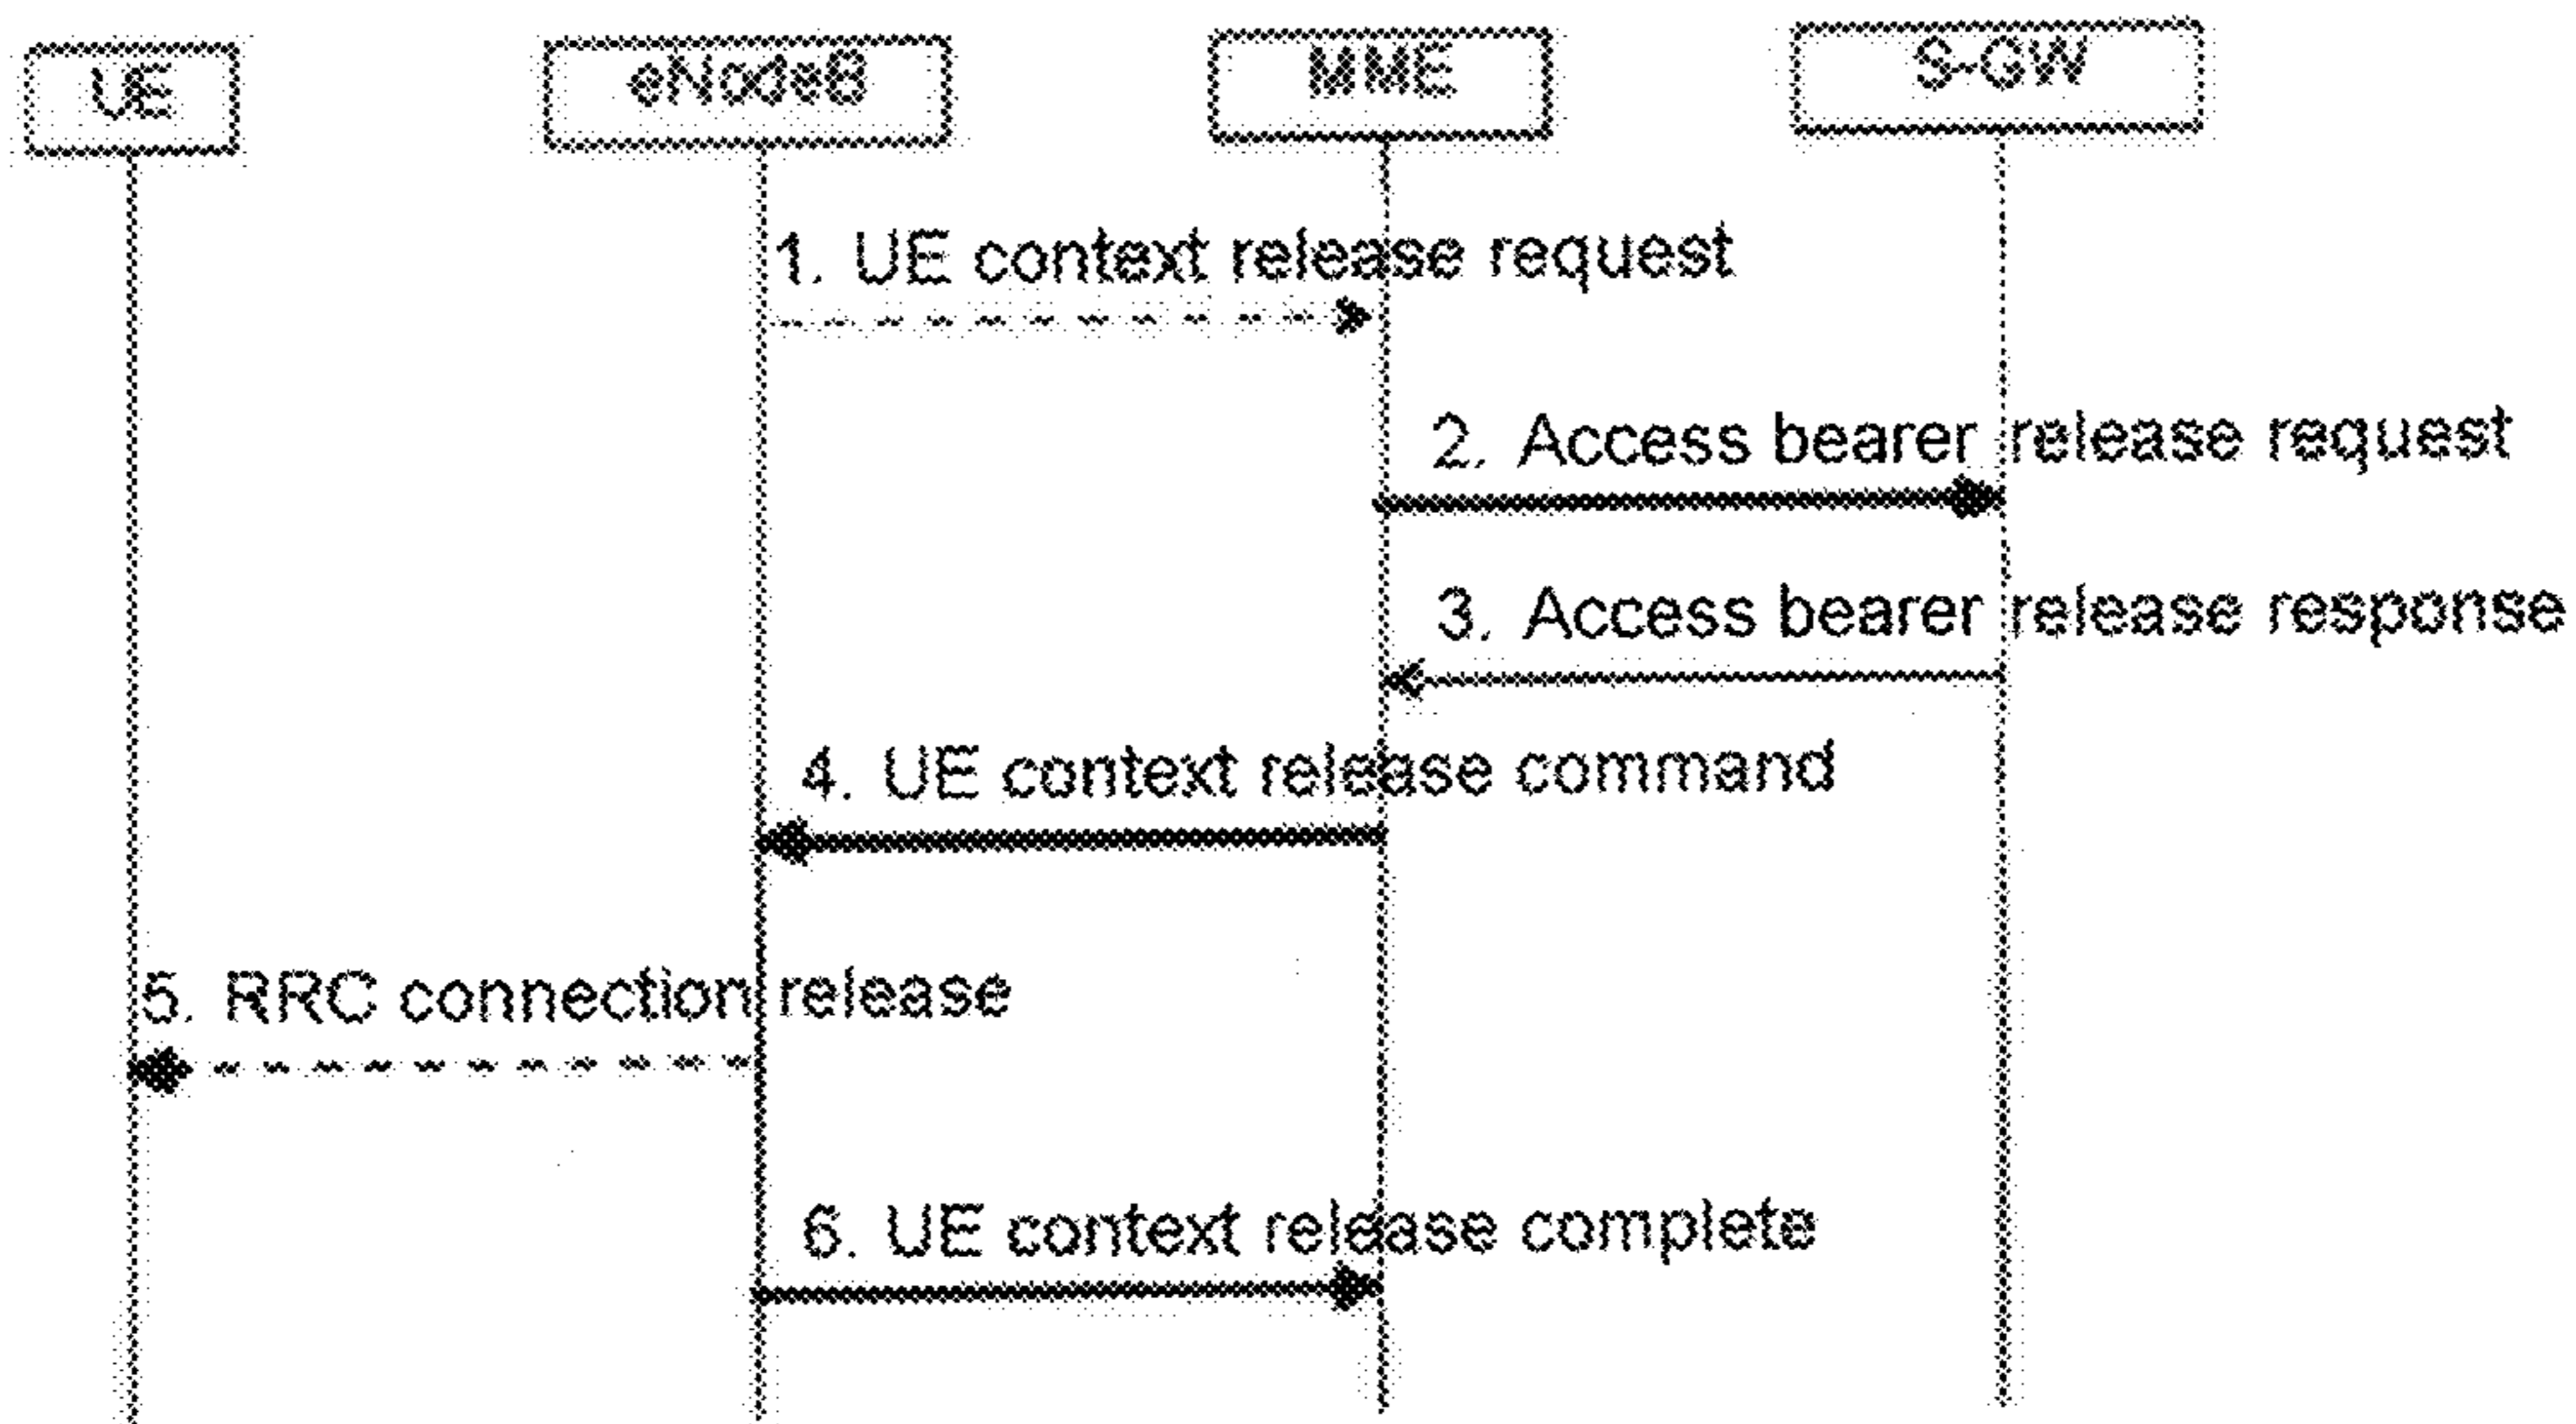 UE
eNodeB
MME
S-GW
1. UE context release request
2. Access bearer release request
3. Access bearer release response
4. UE context release command
5. RRC connection release
6. UE context release complete